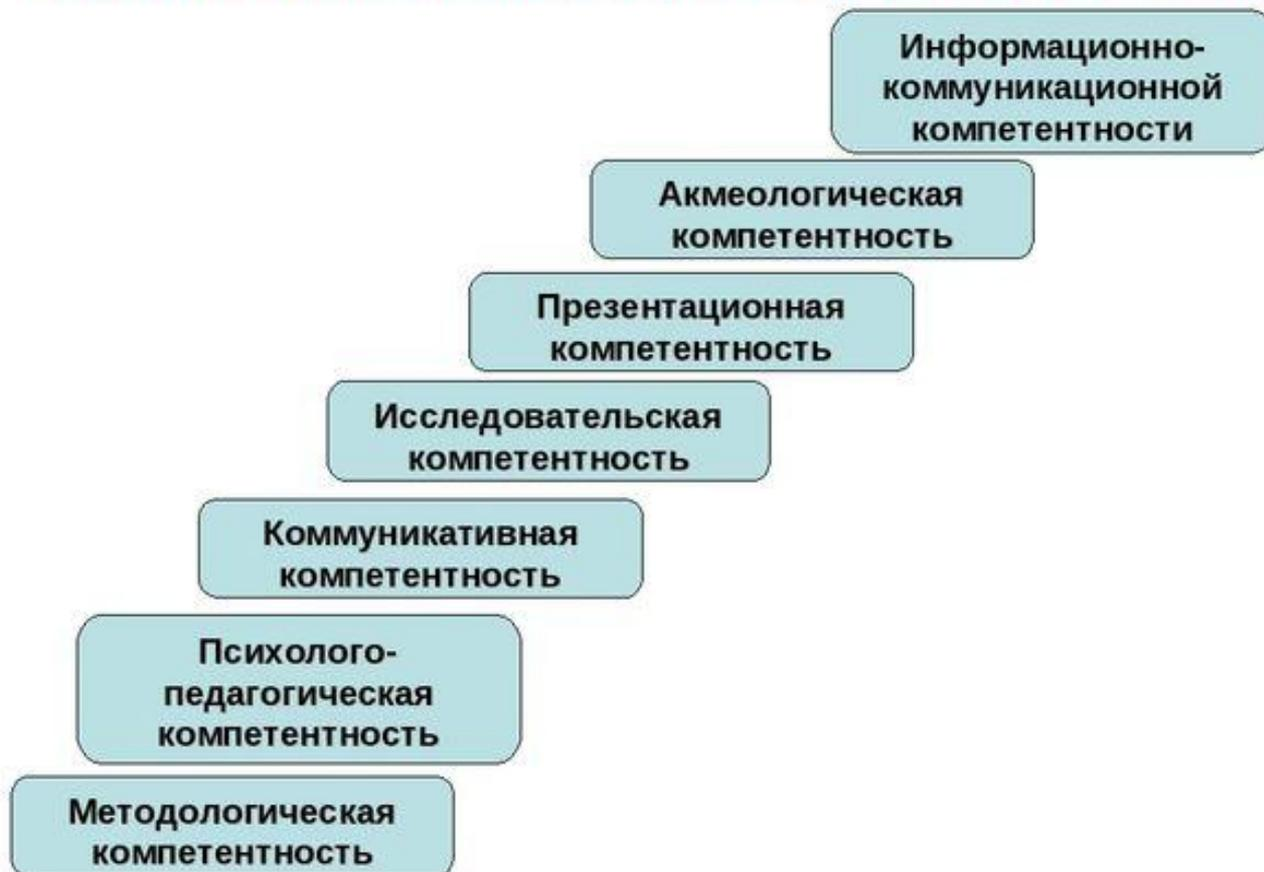 Информационно-
коммуникационной
компетентности
Акмеологическая
компетентность
Презентационная
компетентность
Исследовательская
компетентность
Коммуникативная
компетентность
Психолого-
педагогическая
компетентность
Методологическая
компетентность